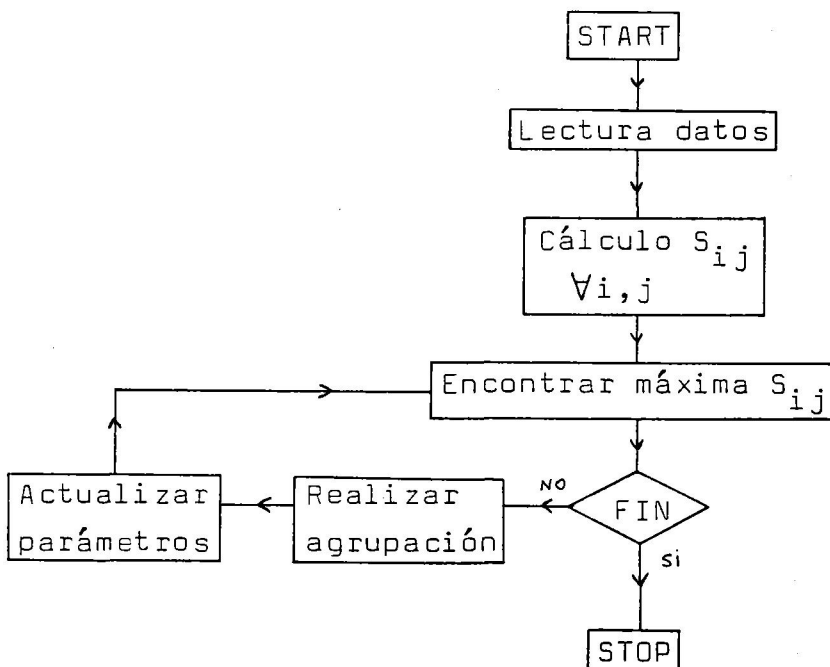 START
Lectura datos
Cálculo S_ij
∀i,j
Encontrar máxima S_ij
Actualizar
parámetros
Realizar
agrupación
NO
FIN
Si
STOP